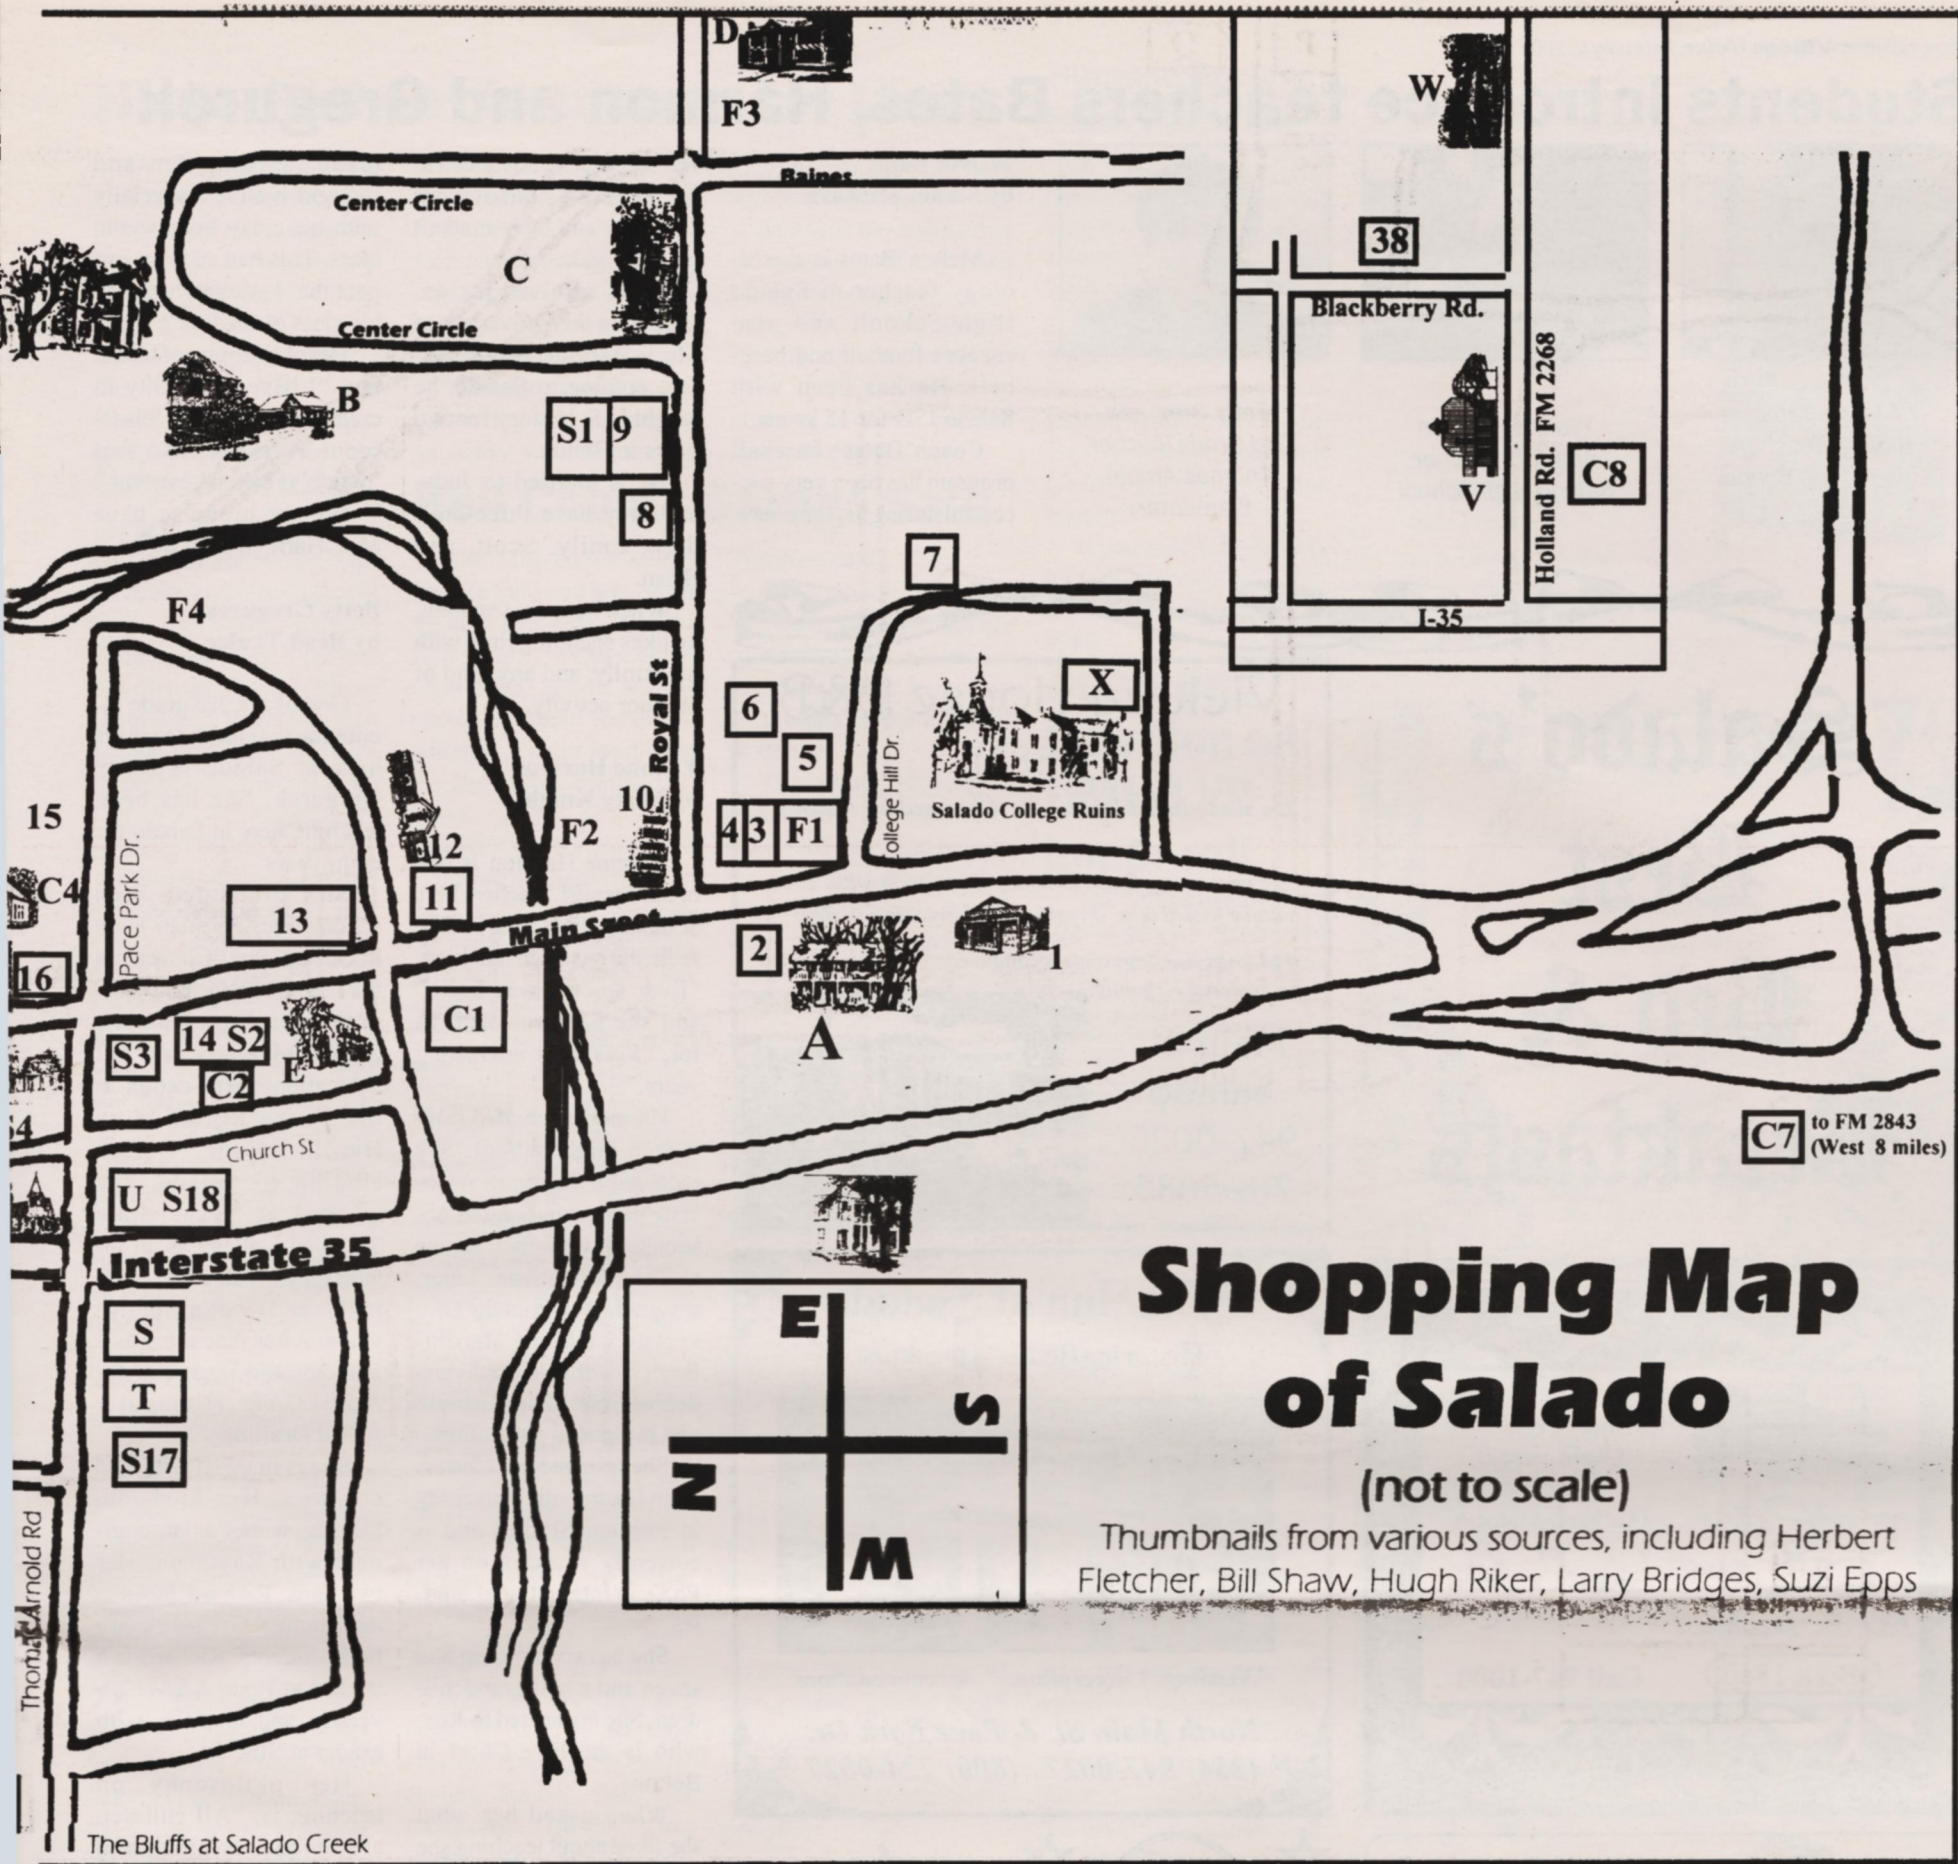 D
F3
W
Baines
Center Circle
C
38
Center Circle
Blackberry Rd.
B
S1 9
Holland Rd. FM 2268
C8
V
8
7
F4
I-35
X
6
Royal St
5
College Hill Dr.
Salado College Ruins
10
15
Pace Park Dr.
12
F2
4 3 F1
C4
11
13
Main Street
2
1
16
C1
A
S3
14 S2
C2
E
Church St
C7
to FM 2843
(West 8 miles)
U S18
Interstate 35
S
T
S17
E
S
N
W
Shopping Map
of Salado
(not to scale)
Thumbnails from various sources, including Herbert
Fletcher, Bill Shaw, Hugh Riker, Larry Bridges, Suzi Epps
Thomas Arnold Rd
The Bluffs at Salado Creek